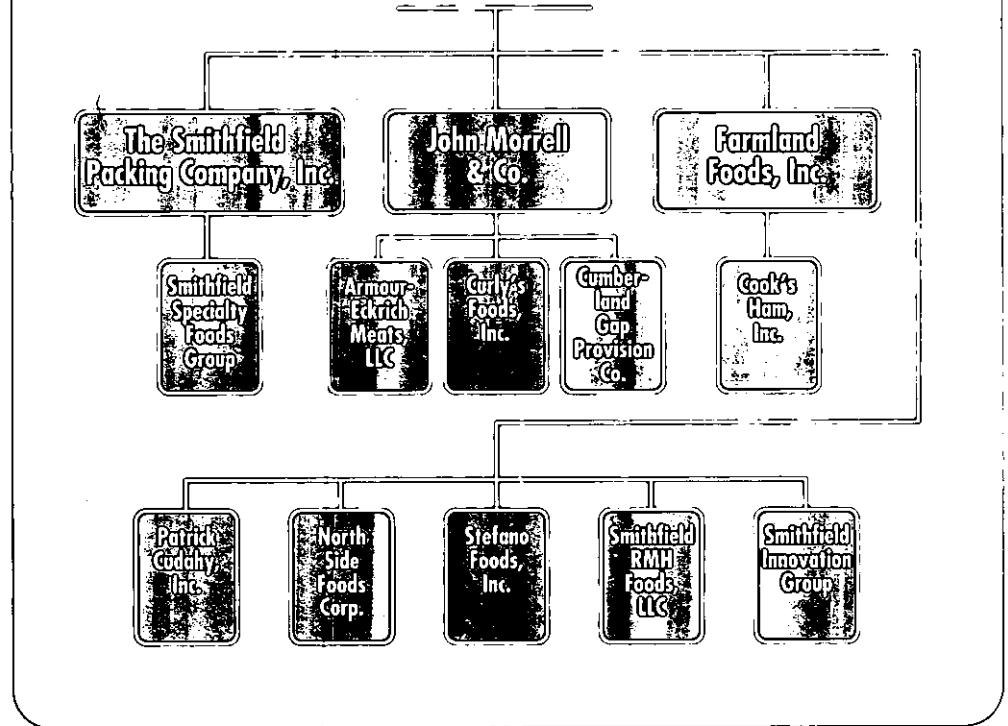 The Smithfield
Packing Company, Inc.
John Morrell
& Co.
Farmland
Foods, Inc.
Smithfield
Specialty
Foods
Group
Armour-
Eckrich
Meats,
LLC
Curly's
Foods,
Inc.
Cumber-
land
Gap
Provision
Co.
Cook's
Ham,
Inc.
Patrick
Cudahy,
Inc.
North
Side
Foods
Corp.
Stefano
Foods,
Inc.
Smithfield
RMH
Foods,
LLC
Smithfield
Innovation
Group